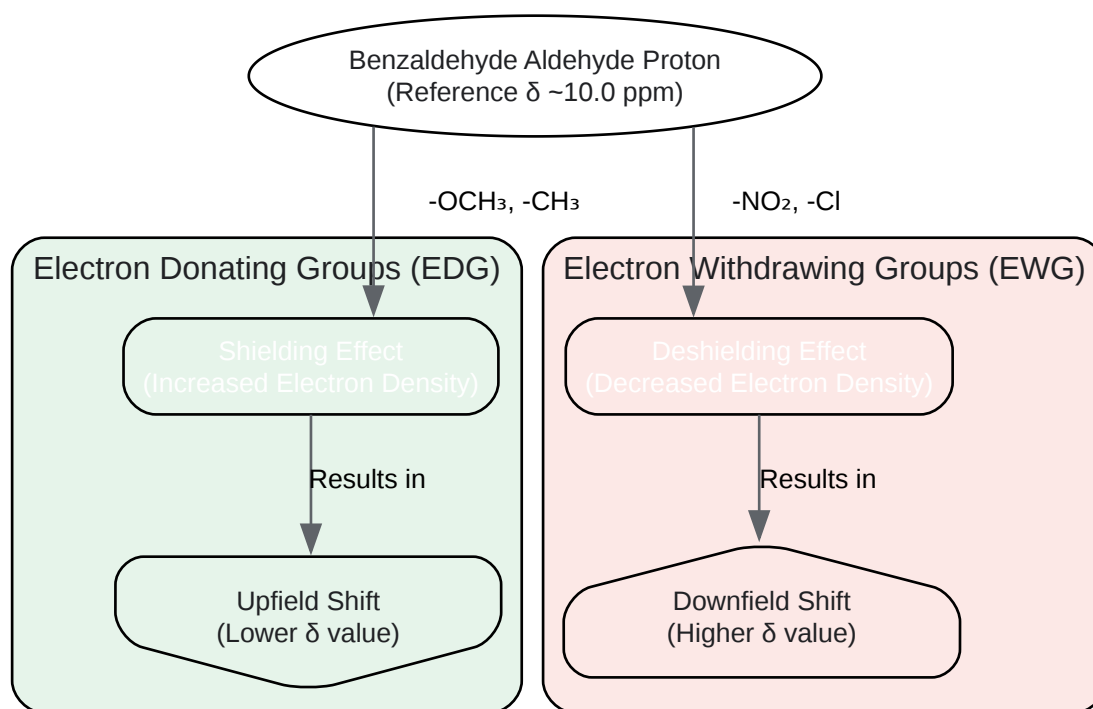 Benzaldehyde Aldehyde Proton
(Reference δ ~10.0 ppm)
-OCH₃, -CH₃
-NO₂, -Cl
Electron Donating Groups (EDG)
Electron Withdrawing Groups (EWG)
Shielding Effect
(Increased Electron Density)
Deshielding Effect
(Decreased Electron Density)
Results in
Results in
Upfield Shift
(Lower δ value)
Downfield Shift
(Higher δ value)